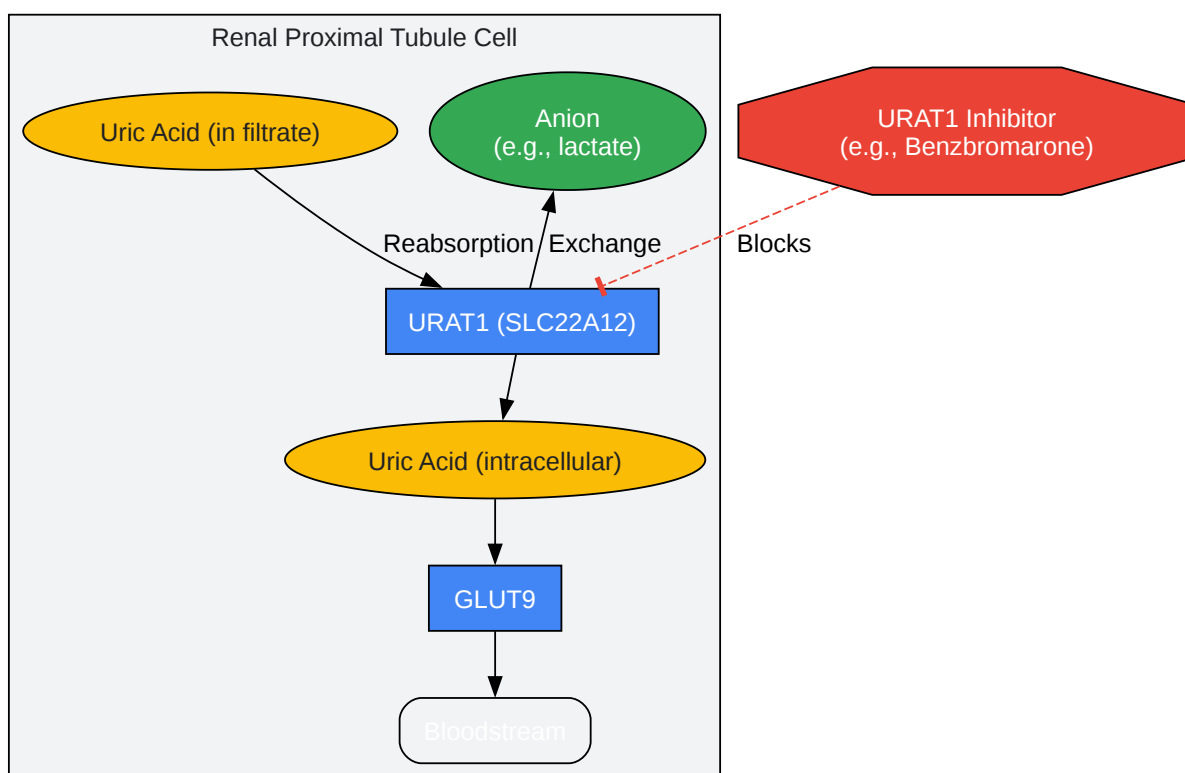 Renal Proximal Tubule Cell
Uric Acid (in filtrate)
Anion
(e.g., lactate)
URAT1 Inhibitor
(e.g., Benzbromarone)
Reabsorption
Exchange
Blocks
URAT1 (SLC22A12)
Uric Acid (intracellular)
GLUT9
Bloodstream